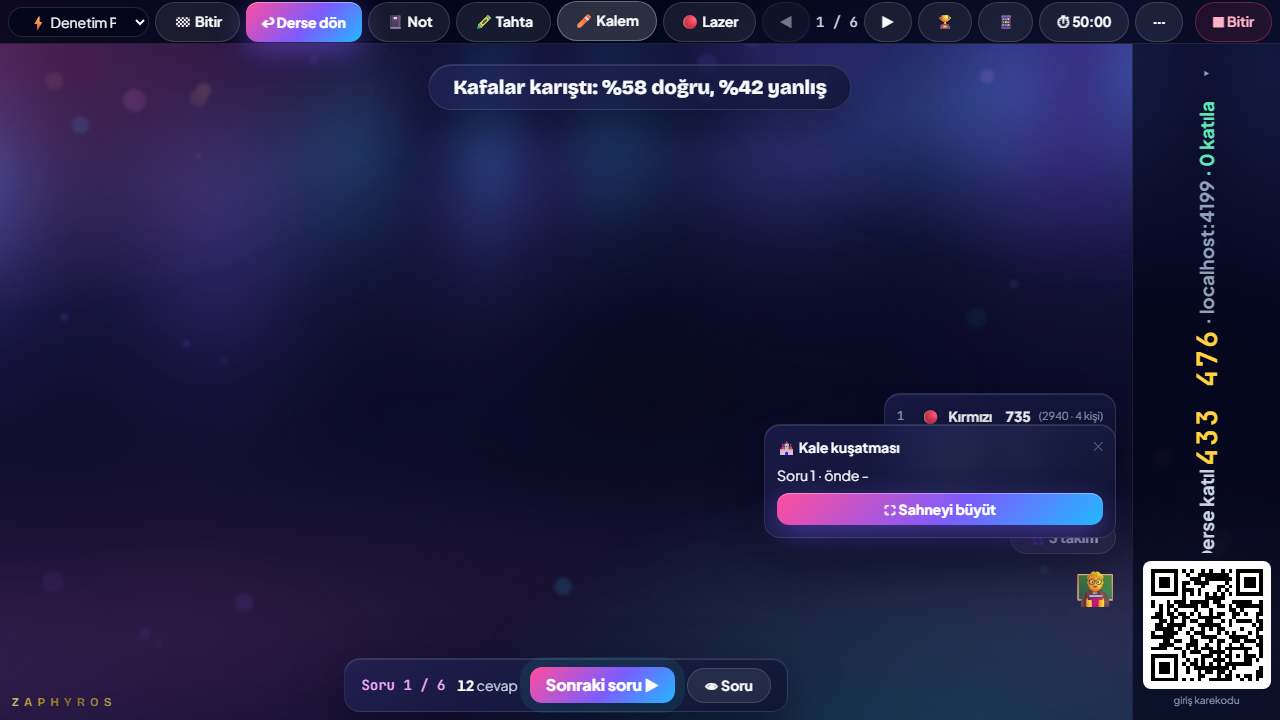 Denetim F
Bitir
Derse dön
Not
Tahta
Kalem
Lazer
1 / 6
50:00
---
Bitir
Kafalar karıştı: %58 doğru, %42 yanlış
1 Kırmızı 735 (2940 · 4 kişi)
Kale kuşatması
Soru 1 · önde -
Sahneyi büyüt
3 takım
Derse katıl 433 476 · localhost:4199 · 0 katıla
giriş karekodu
Soru 1 / 6 12 cevap Sonraki soru Soru
ZAPHYROS